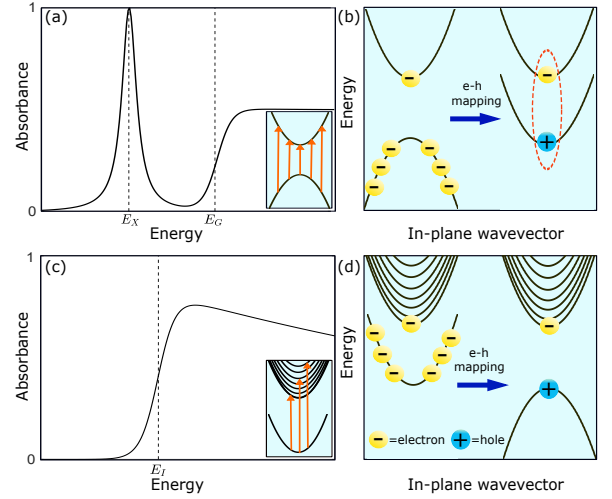 (a)
1
Absorbance
0
E_X
E_G
Energy
(b)
Energy
e-h
mapping
In-plane wavevector
(c)
1
Absorbance
0
E_I
Energy
(d)
Energy
e-h
mapping
=electron
=hole
In-plane wavevector